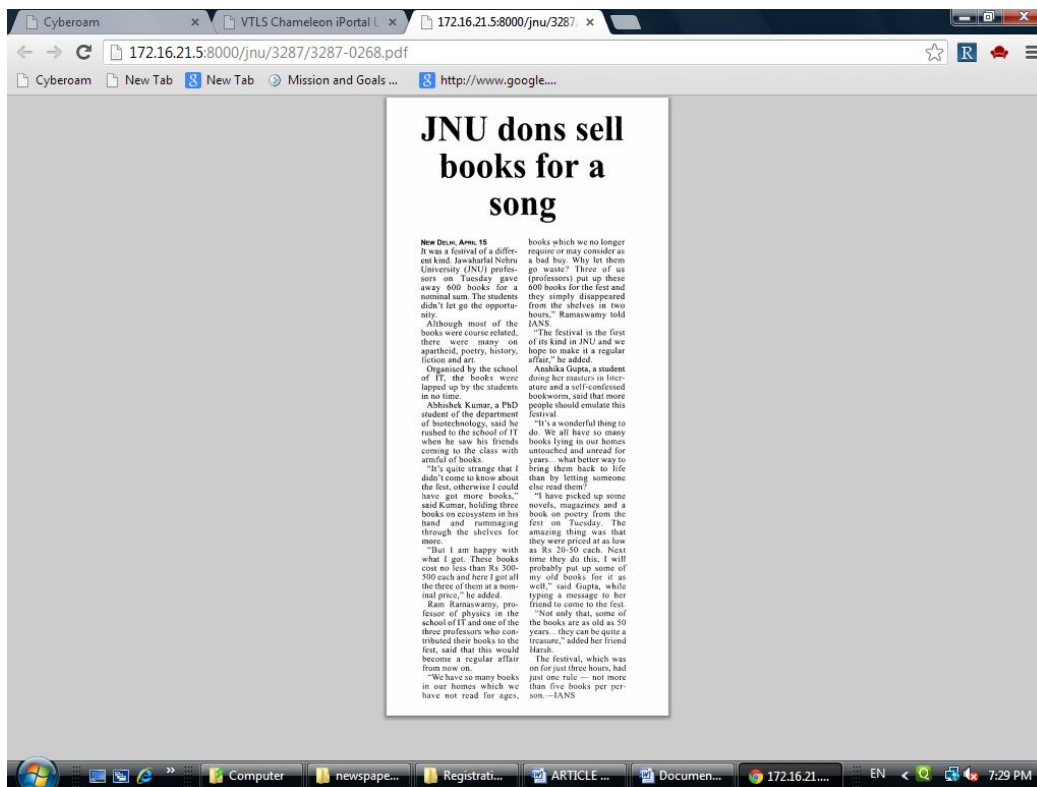 Cyberoam
VTLS Chameleon iPortal L
172.16.21.5:8000/jnu/3287
172.16.21.5:8000/jnu/3287/3287-0268.pdf
R
Cyberoam
New Tab
New Tab
Mission and Goals ...
http://www.google....
JNU dons sell
books for a
song
NEW DELHI, APRIL 15
It was a festival of a differ-
ent kind. Jawaharlal Nehru
University (JNU) profes-
sors on Tuesday gave
away 600 books for a
nominal sum. The students
didn't let go the opportu-
nity.
Although most of the
books were course related,
there were many on
apartheid, poetry, history,
fiction and art.
Organised by the school
of IT, the books were
lapped up by the students
in no time.
Abhishek Kumar, a PhD
student of the department
of biotechnology, said he
rushed to the school of IT
when he saw his friends
coming to the class with
armful of books.
"It's quite strange that I
didn't come to know about
the fest, otherwise I could
have got more books,"
said Kumar, holding three
books on ecosystem in his
hand and rummaging
through the shelves for
more.
"But I am happy with
what I got. These books
cost no less than Rs 300-
500 each and here I got all
the three of them at a nom-
inal price," he added.
Ram Ramaswamy, pro-
fessor of physics in the
school of IT and one of the
three professors who con-
tributed their books to the
fest, said that this would
become a regular affair
from now on.
"We have so many books
in our homes which we
have not read for ages,
books which we no longer
require or may consider as
a bad buy. Why let them
go waste? Three of us
(professors) put up these
600 books for the fest and
they simply disappeared
from the shelves in two
hours," Ramaswamy told
IANS.
"The festival is the first
of its kind in JNU and we
hope to make it a regular
affair," he added.
Anshika Gupta, a student
doing her masters in liter-
ature and a self-confessed
bookworm, said that more
people should emulate this
festival.
"It's a wonderful thing to
do. We all have so many
books lying in our homes
untouched and unread for
years... what better way to
bring them back to life
than by letting someone
else read them?
"I have picked up some
novels, magazines and a
book on poetry from the
fest on Tuesday. The
amazing thing was that
they were priced at as low
as Rs 20-50 each. Next
time they do this, I will
probably put up some of
my old books for it as
well," said Gupta, while
typing a message to her
friend to come to the fest.
"Not only that, some of
the books are as old as 50
years... they can be quite a
treasure," added her friend
Harsh.
The festival, which was
on for just three hours, had
just one rule — not more
than five books per per-
son.—IANS
Computer
newspape...
Registrati...
ARTICLE ...
Documen...
172.16.21....
EN
7:29 PM